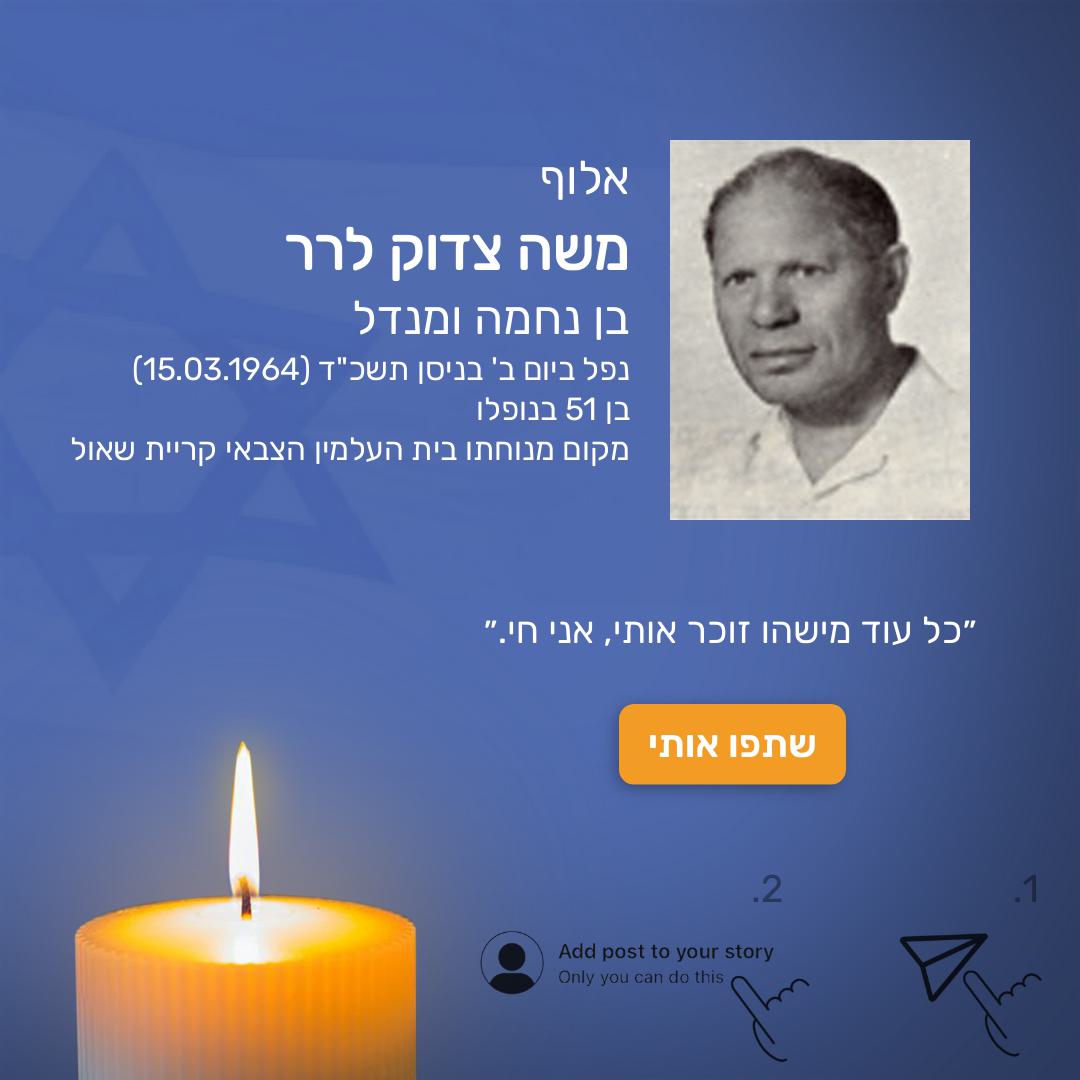 אלוף
משה צדוק לרר
בן נחמה ומנדל
נפל ביום ב' בניסן תשכ"ד (15.03.1964)
בן 51 בנופלו
מקום מנוחתו בית העלמין הצבאי קריית שאול
״כל עוד מישהו זוכר אותי, אני חי.״
שתפו אותי
1.
2.
Add post to your story
Only you can do this